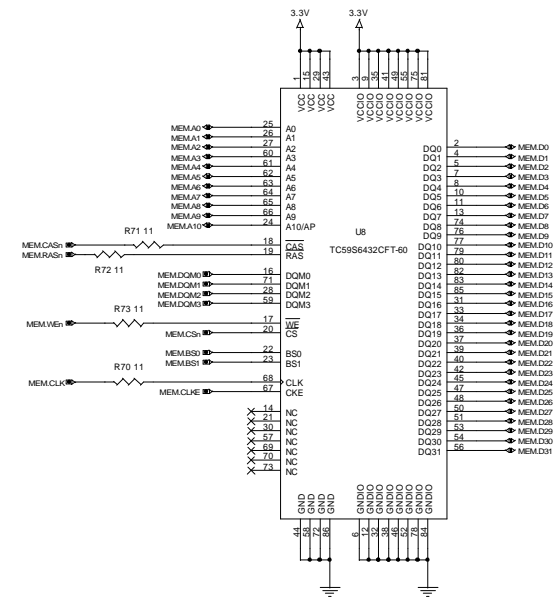 3.3V 3.3V
1 15 29 43 3 9 35 41 49 55 75 81
VCC VCC VCC VCC VCCIO VCCIO VCCIO VCCIO VCCIO VCCIO VCCIO VCCIO
MEM.A0 25 A0
MEM.A1 26 A1
MEM.A2 27 A2
MEM.A3 60 A3
MEM.A4 61 A4
MEM.A5 62 A5
MEM.A6 63 A6
MEM.A7 64 A7
MEM.A8 65 A8
MEM.A9 66 A9
MEM.A10 24 A10/AP
MEM.CASn R71 11 18 CAS
MEM.RASn R72 11 19 RAS
MEM.DQM0 16 DQM0
MEM.DQM1 71 DQM1
MEM.DQM2 28 DQM2
MEM.DQM3 59 DQM3
MEM.WEn R73 11 17 WE
MEM.CSn 20 CS
MEM.BS0 22 BS0
MEM.BS1 23 BS1
MEM.CLK R70 11 68 CLK
MEM.CLKE 67 CKE
14 NC
21 NC
30 NC
57 NC
69 NC
70 NC
73 NC
U8
TC59S6432CFT-60
DQ0 2 MEM.D0
DQ1 4 MEM.D1
DQ2 5 MEM.D2
DQ3 7 MEM.D3
DQ4 8 MEM.D4
DQ5 10 MEM.D5
DQ6 11 MEM.D6
DQ7 13 MEM.D7
DQ8 74 MEM.D8
DQ9 76 MEM.D9
DQ10 77 MEM.D10
DQ11 79 MEM.D11
DQ12 80 MEM.D12
DQ13 82 MEM.D13
DQ14 83 MEM.D14
DQ15 85 MEM.D15
DQ16 31 MEM.D16
DQ17 33 MEM.D17
DQ18 34 MEM.D18
DQ19 36 MEM.D19
DQ20 37 MEM.D20
DQ21 39 MEM.D21
DQ22 40 MEM.D22
DQ23 42 MEM.D23
DQ24 45 MEM.D24
DQ25 47 MEM.D25
DQ26 48 MEM.D26
DQ27 50 MEM.D27
DQ28 51 MEM.D28
DQ29 53 MEM.D29
DQ30 54 MEM.D30
DQ31 56 MEM.D31
GND GND GND GND GNDIO GNDIO GNDIO GNDIO GNDIO GNDIO GNDIO GNDIO
44 58 72 86 6 12 32 38 46 52 78 84